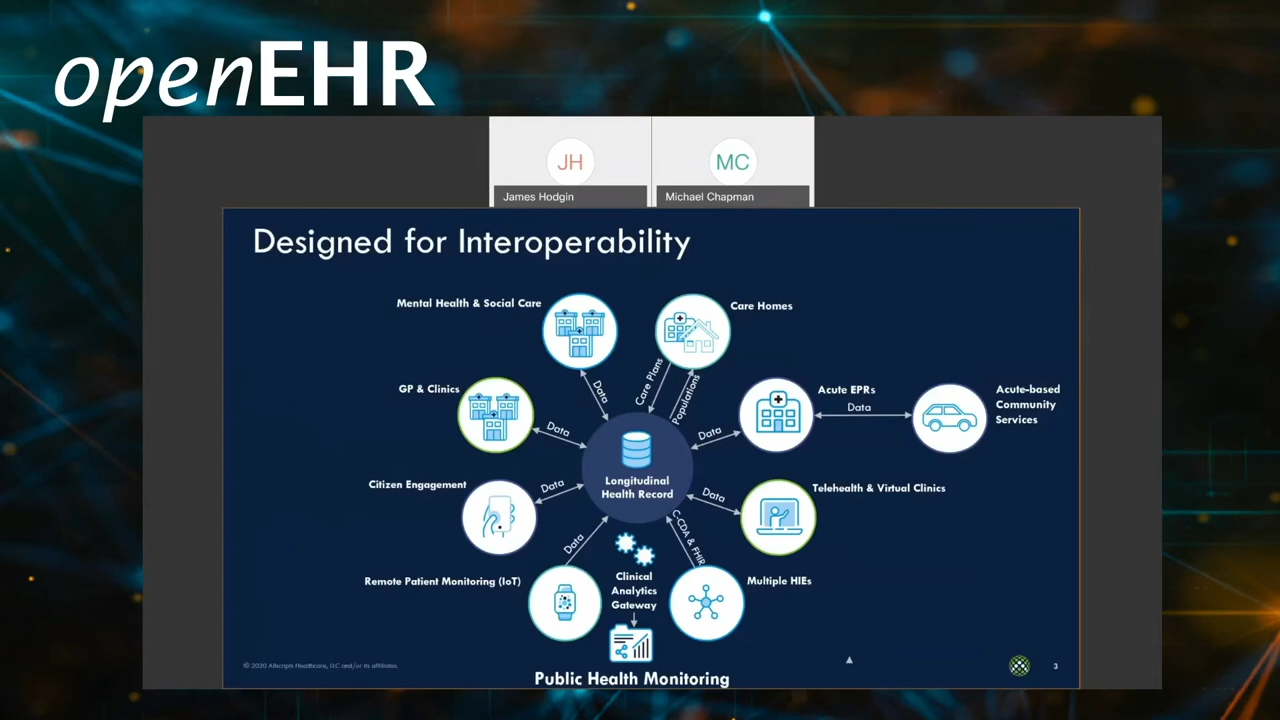 openEHR
JH
MC
James Hodgin
Michael Chapman
Designed for Interoperability
Mental Health & Social Care
Care Homes
Data
Care Plans
Populations
GP & Clinics
Data
Data
Acute EPRs
Data
Acute-based
Community
Services
Longitudinal
Health Record
Citizen Engagement
Data
Data
Telehealth & Virtual Clinics
Data
C-CDA & FHIR
Remote Patient Monitoring (IoT)
Clinical
Analytics
Gateway
Multiple HIEs
© 2020 Allscripts Healthcare, LLC and/or its affiliates.
3
Public Health Monitoring